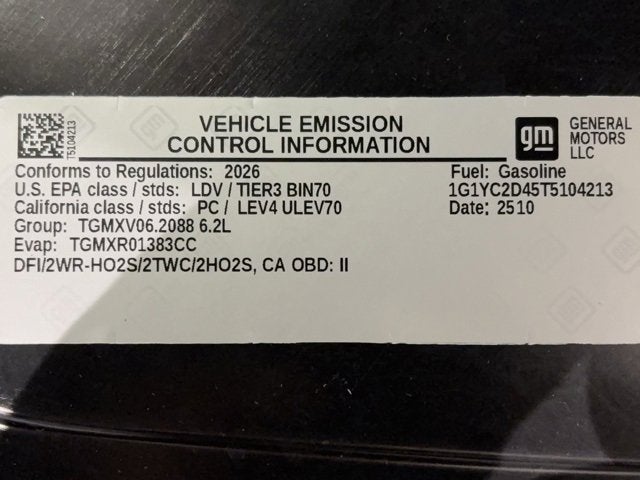 T5104213
VEHICLE EMISSION
CONTROL INFORMATION
gm
GENERAL
MOTORS
LLC
Conforms to Regulations: 2026
U.S. EPA class / stds: LDV / TIER3 BIN70
California class / stds: PC / LEV4 ULEV70
Group: TGMXV06.2088 6.2L
Evap: TGMXR01383CC
DFI/2WR-HO2S/2TWC/2HO2S, CA OBD: II
Fuel: Gasoline
1G1YC2D45T5104213
Date: 2510